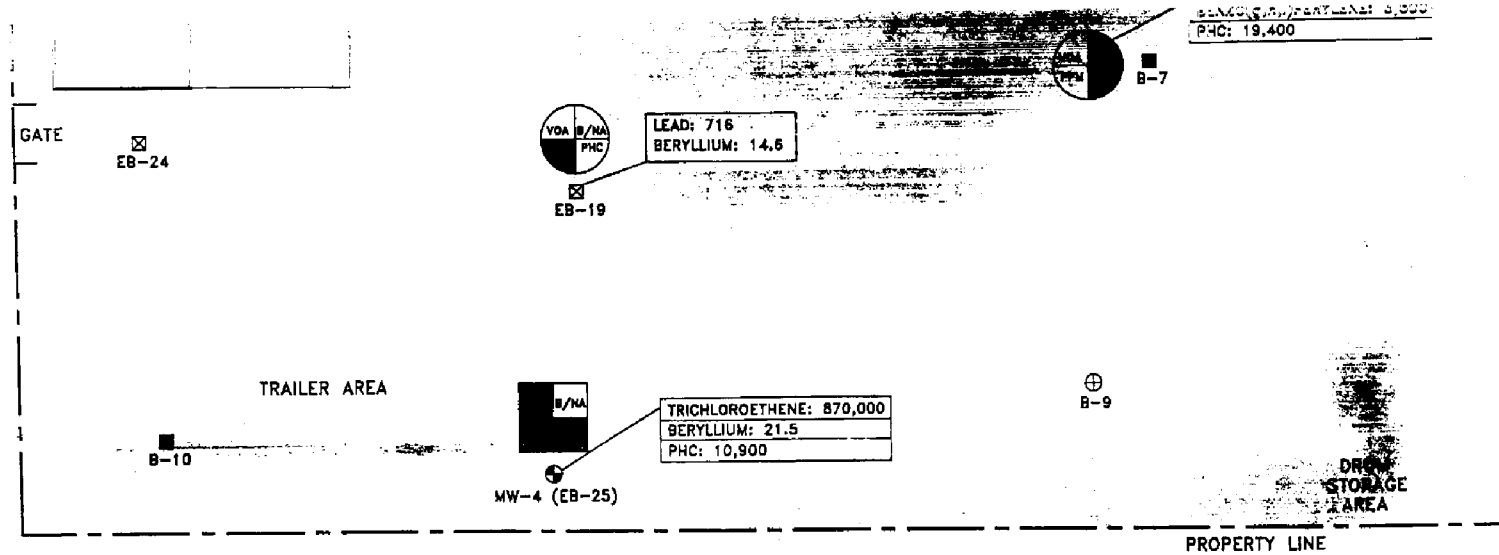 PHC: 19,400
B-7
GATE
EB-24
VOA B/NA
PHC
LEAD: 716
BERYLLIUM: 14.6
EB-19
TRAILER AREA
B/NA
TRICHLOROETHENE: 870,000
BERYLLIUM: 21.5
PHC: 10,900
B-9
B-10
MW-4 (EB-25)
DRUM
STORAGE
AREA
PROPERTY LINE